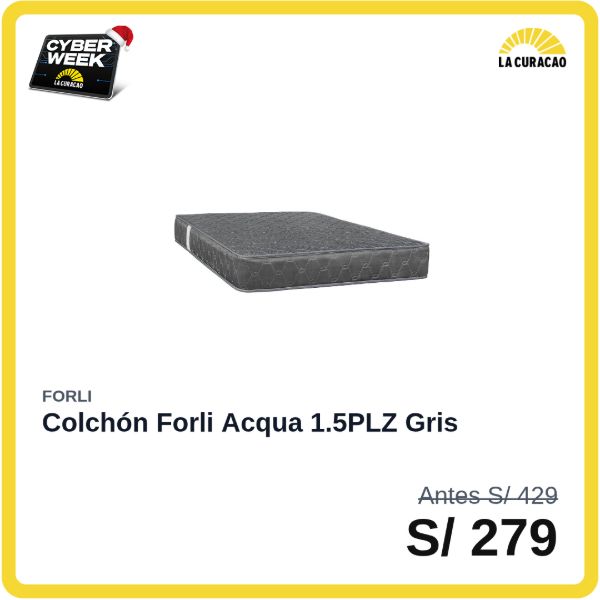 CYBER
WEEK
LA CURACAO
LA CURACAO
FORLI
Colchón Forli Acqua 1.5PLZ Gris
Antes S/ 429
S/ 279